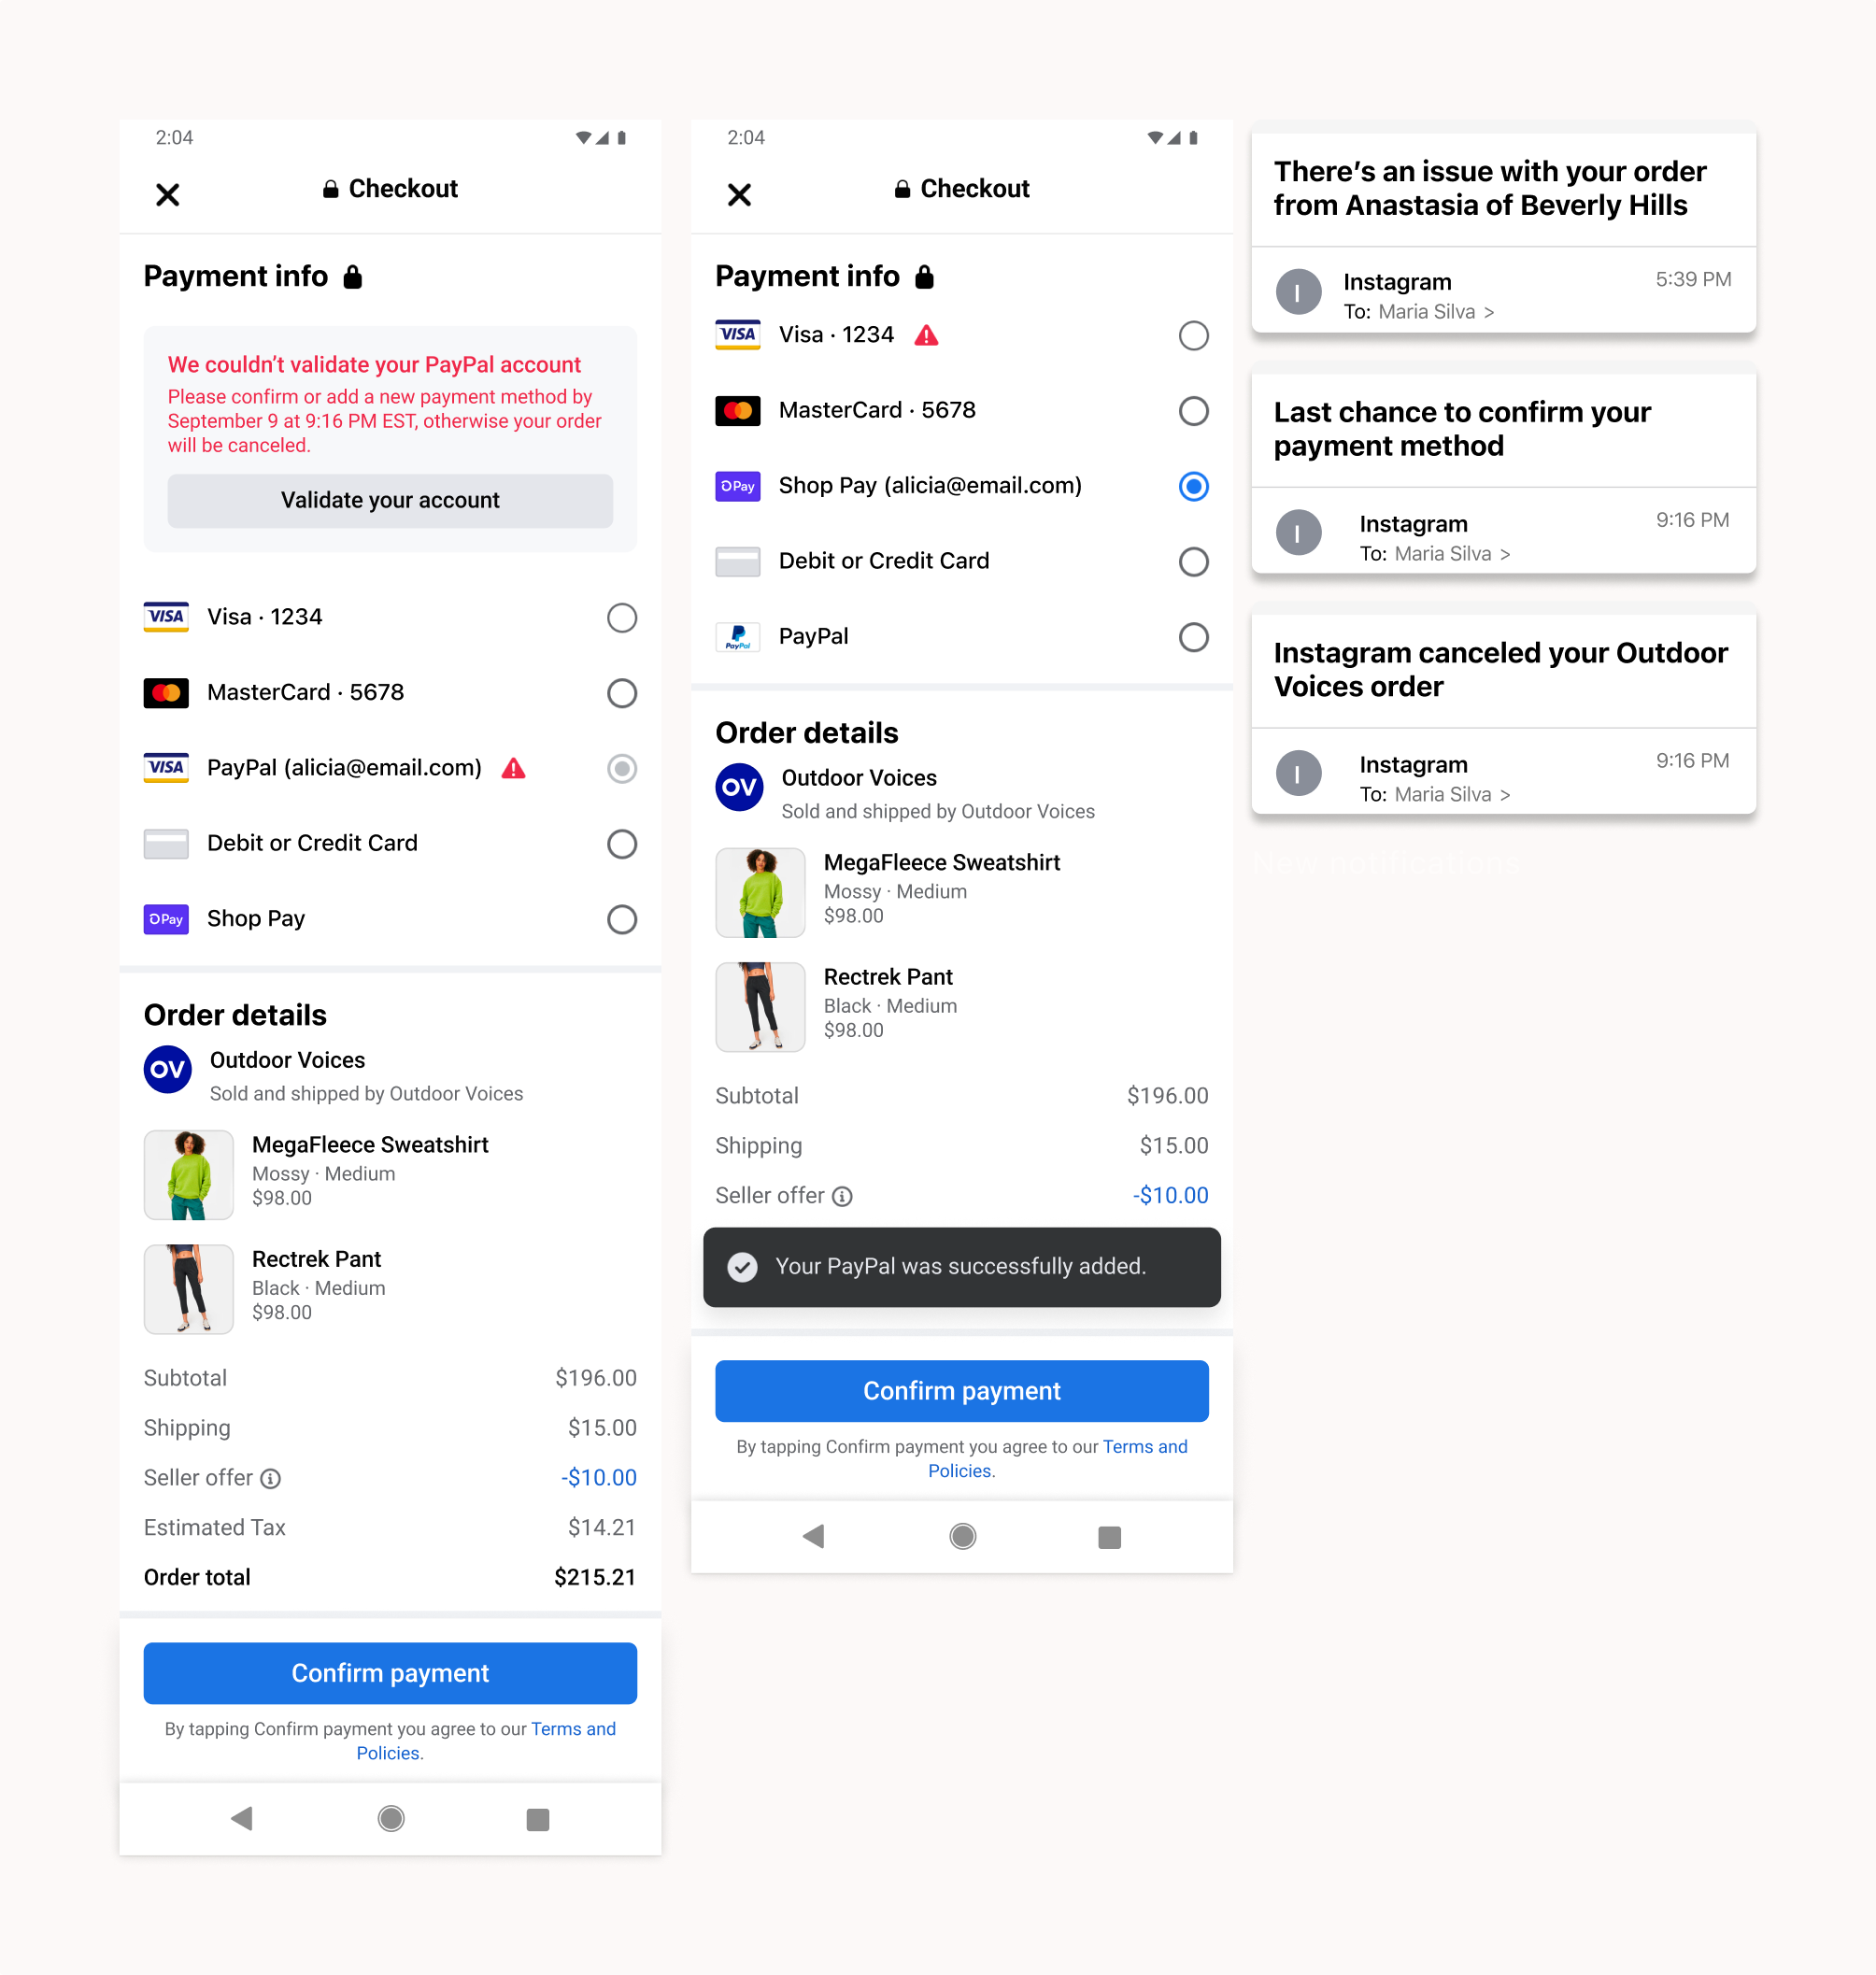 2:04
Checkout
Payment info
We couldn’t validate your PayPal account
Please confirm or add a new payment method by
September 9 at 9:16 PM EST, otherwise your order
will be canceled.
Validate your account
VISA
Visa · 1234
MasterCard · 5678
VISA
PayPal (alicia@email.com)
Debit or Credit Card
Pay
Shop Pay
Order details
OV
Outdoor Voices
Sold and shipped by Outdoor Voices
MegaFleece Sweatshirt
Mossy · Medium
$98.00
Rectrek Pant
Black · Medium
$98.00
Subtotal $196.00
Shipping $15.00
Seller offer -$10.00
Estimated Tax $14.21
Order total $215.21
Confirm payment
By tapping Confirm payment you agree to our Terms and
Policies.
2:04
Checkout
Payment info
VISA
Visa · 1234
MasterCard · 5678
Pay
Shop Pay (alicia@email.com)
Debit or Credit Card
PayPal
PayPal
Order details
OV
Outdoor Voices
Sold and shipped by Outdoor Voices
MegaFleece Sweatshirt
Mossy · Medium
$98.00
Rectrek Pant
Black · Medium
$98.00
Subtotal $196.00
Shipping $15.00
Seller offer -$10.00
Your PayPal was successfully added.
Confirm payment
By tapping Confirm payment you agree to our Terms and
Policies.
There’s an issue with your order
from Anastasia of Beverly Hills
I
Instagram 5:39 PM
To: Maria Silva >
Last chance to confirm your
payment method
I
Instagram 9:16 PM
To: Maria Silva >
Instagram canceled your Outdoor
Voices order
I
Instagram 9:16 PM
To: Maria Silva >
New notifications